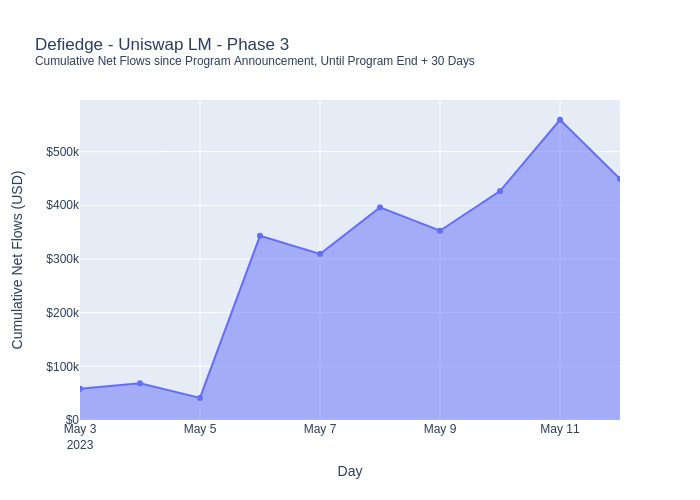 Defiedge - Uniswap LM - Phase 3
Cumulative Net Flows since Program Announcement, Until Program End + 30 Days
Cumulative Net Flows (USD)
$500k
$400k
$300k
$200k
$100k
$0
May 3
2023
May 5
May 7
May 9
May 11
Day